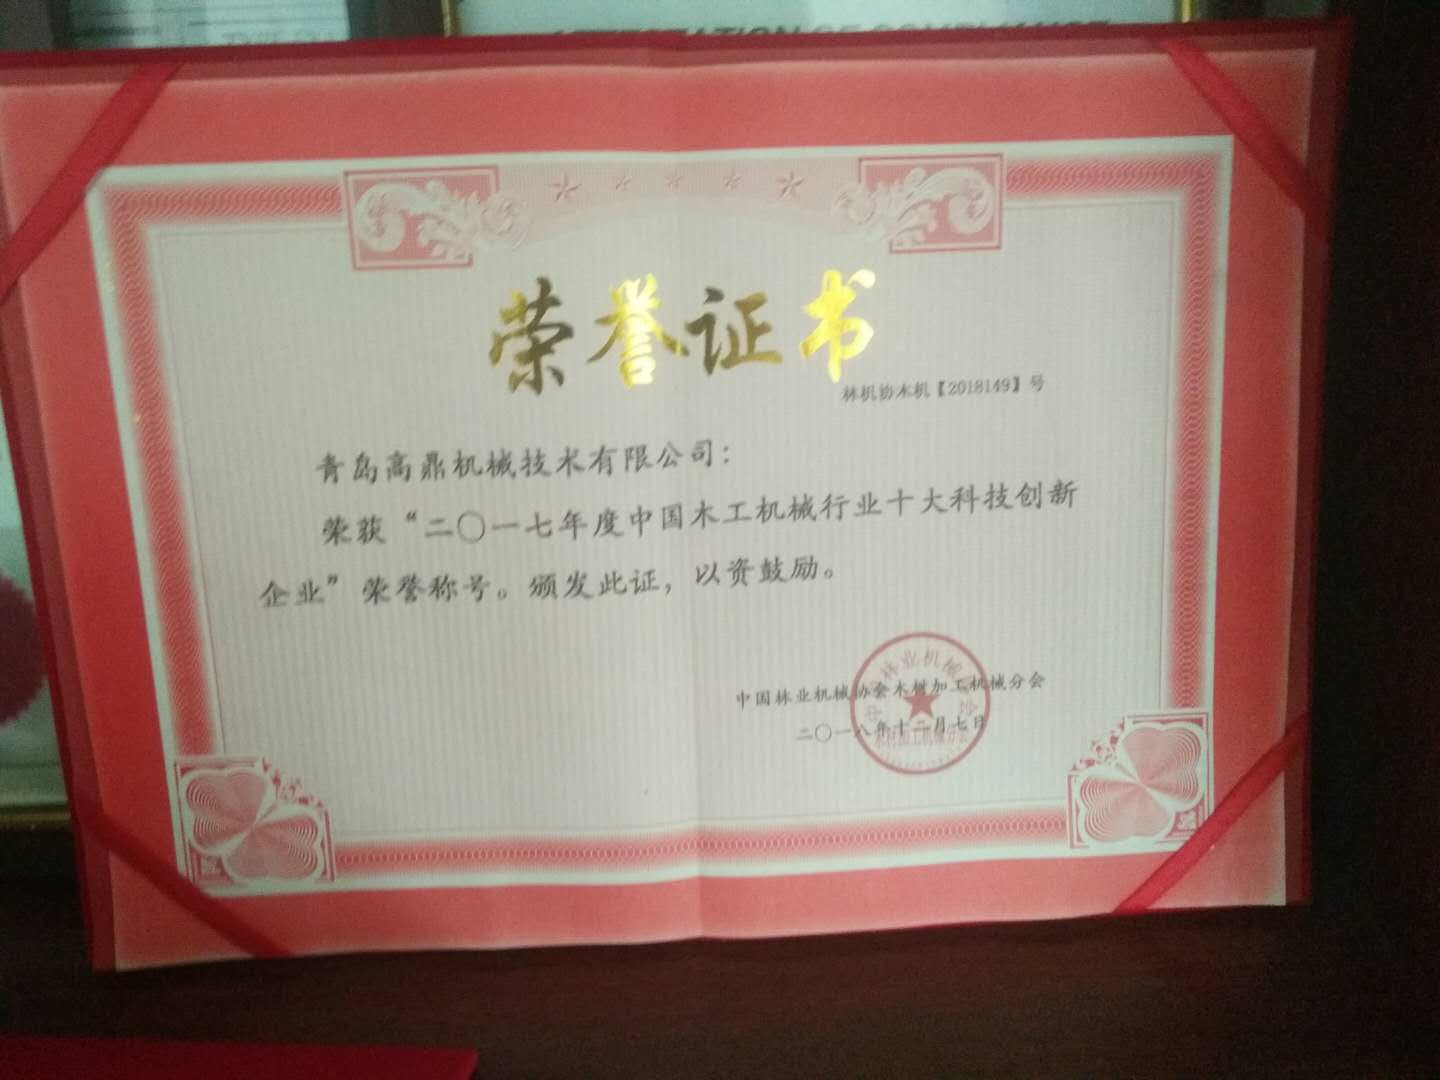 ATTESTATION OF COMPLIANCE
荣誉证书
林机协木机【2018149】号
青岛高鼎机械技术有限公司：
荣获“二〇一七年度中国木工机械行业十大科技创新
企业”荣誉称号。颁发此证，以资鼓励。
中国林业机械协会木材加工机械分会
二〇一八年十二月七日